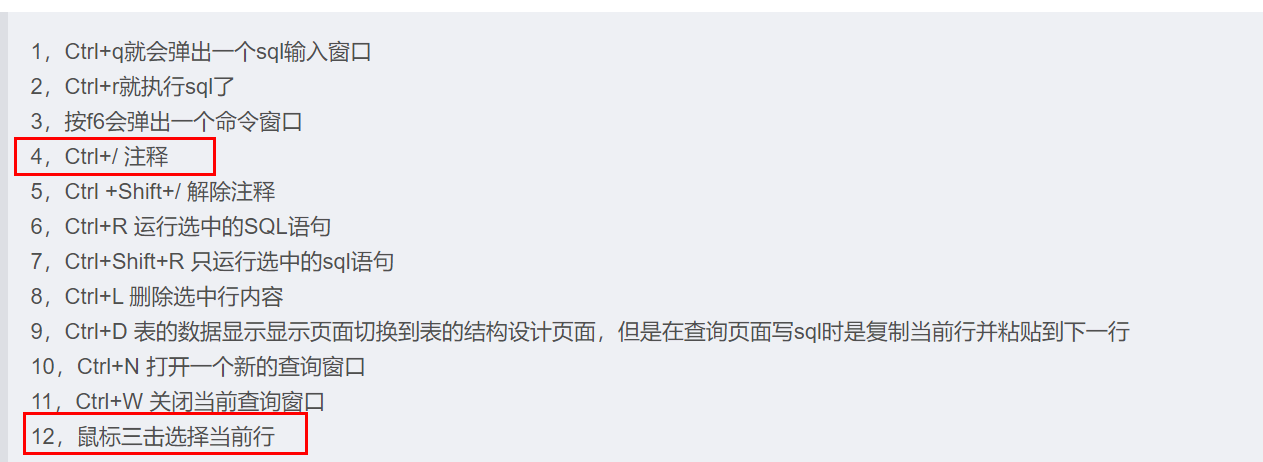 1，Ctrl+q就会弹出一个sql输入窗口
2，Ctrl+r就执行sql了
3，按f6会弹出一个命令窗口
4，Ctrl+/ 注释
5，Ctrl +Shift+/ 解除注释
6，Ctrl+R 运行选中的SQL语句
7，Ctrl+Shift+R 只运行选中的sql语句
8，Ctrl+L 删除选中行内容
9，Ctrl+D 表的数据显示显示页面切换到表的结构设计页面，但是在查询页面写sql时是复制当前行并粘贴到下一行
10，Ctrl+N 打开一个新的查询窗口
11，Ctrl+W 关闭当前查询窗口
12，鼠标三击选择当前行